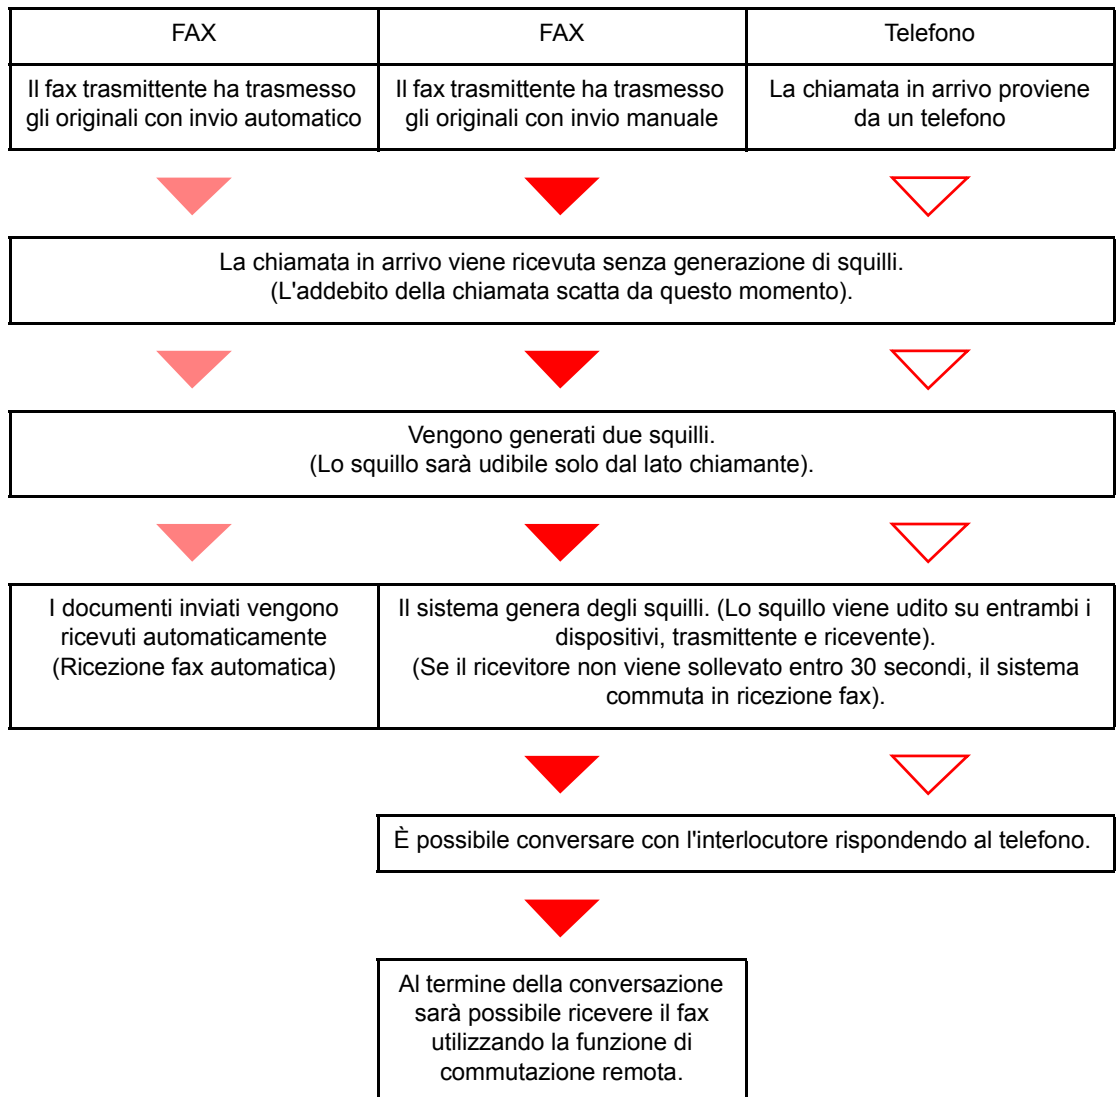 FAX
FAX
Telefono
Il fax trasmittente ha trasmesso
gli originali con invio automatico
Il fax trasmittente ha trasmesso
gli originali con invio manuale
La chiamata in arrivo proviene
da un telefono
La chiamata in arrivo viene ricevuta senza generazione di squilli.
(L'addebito della chiamata scatta da questo momento).
Vengono generati due squilli.
(Lo squillo sarà udibile solo dal lato chiamante).
I documenti inviati vengono
ricevuti automaticamente
(Ricezione fax automatica)
Il sistema genera degli squilli. (Lo squillo viene udito su entrambi i
dispositivi, trasmittente e ricevente).
(Se il ricevitore non viene sollevato entro 30 secondi, il sistema
commuta in ricezione fax).
È possibile conversare con l'interlocutore rispondendo al telefono.
Al termine della conversazione
sarà possibile ricevere il fax
utilizzando la funzione di
commutazione remota.